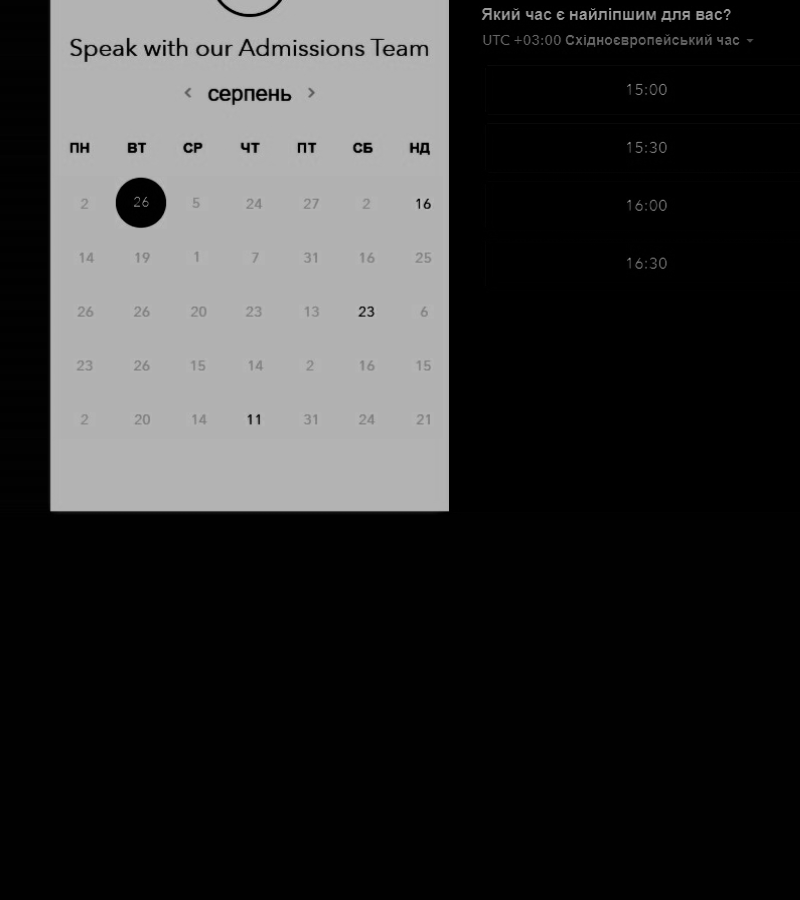 Speak with our Admissions Team
серпень
ПН ВТ СР ЧТ ПТ СБ НД
2 26 5 24 27 2 16
14 19 1 7 31 16 25
26 26 20 23 13 23 6
23 26 15 14 2 16 15
2 20 14 11 31 24 21
Який час є найліпшим для вас?
UTC +03:00 Східноєвропейський час
15:00
15:30
16:00
16:30